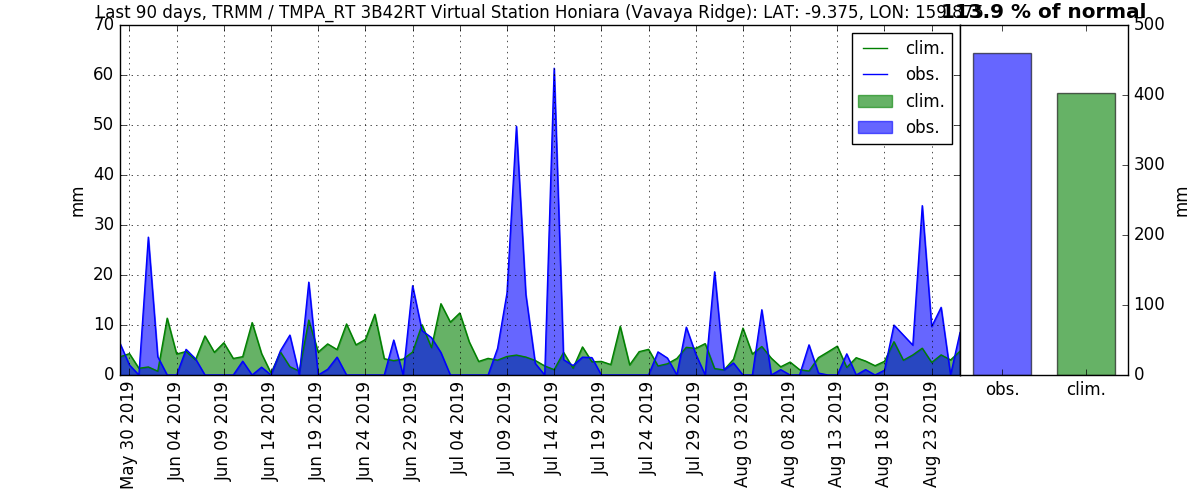 Last 90 days, TRMM / TMPA_RT 3B42RT Virtual Station Honiara (Vavaya Ridge): LAT: -9.375, LON:
113.9 % of normal
70
60
50
40
30
20
10
0
mm
clim.
obs.
clim.
obs.
500
400
300
200
100
0
mm
obs.
clim.
May 30 2019
Jun 04 2019
Jun 09 2019
Jun 14 2019
Jun 19 2019
Jun 24 2019
Jun 29 2019
Jul 04 2019
Jul 09 2019
Jul 14 2019
Jul 19 2019
Jul 24 2019
Jul 29 2019
Aug 03 2019
Aug 08 2019
Aug 13 2019
Aug 18 2019
Aug 23 2019